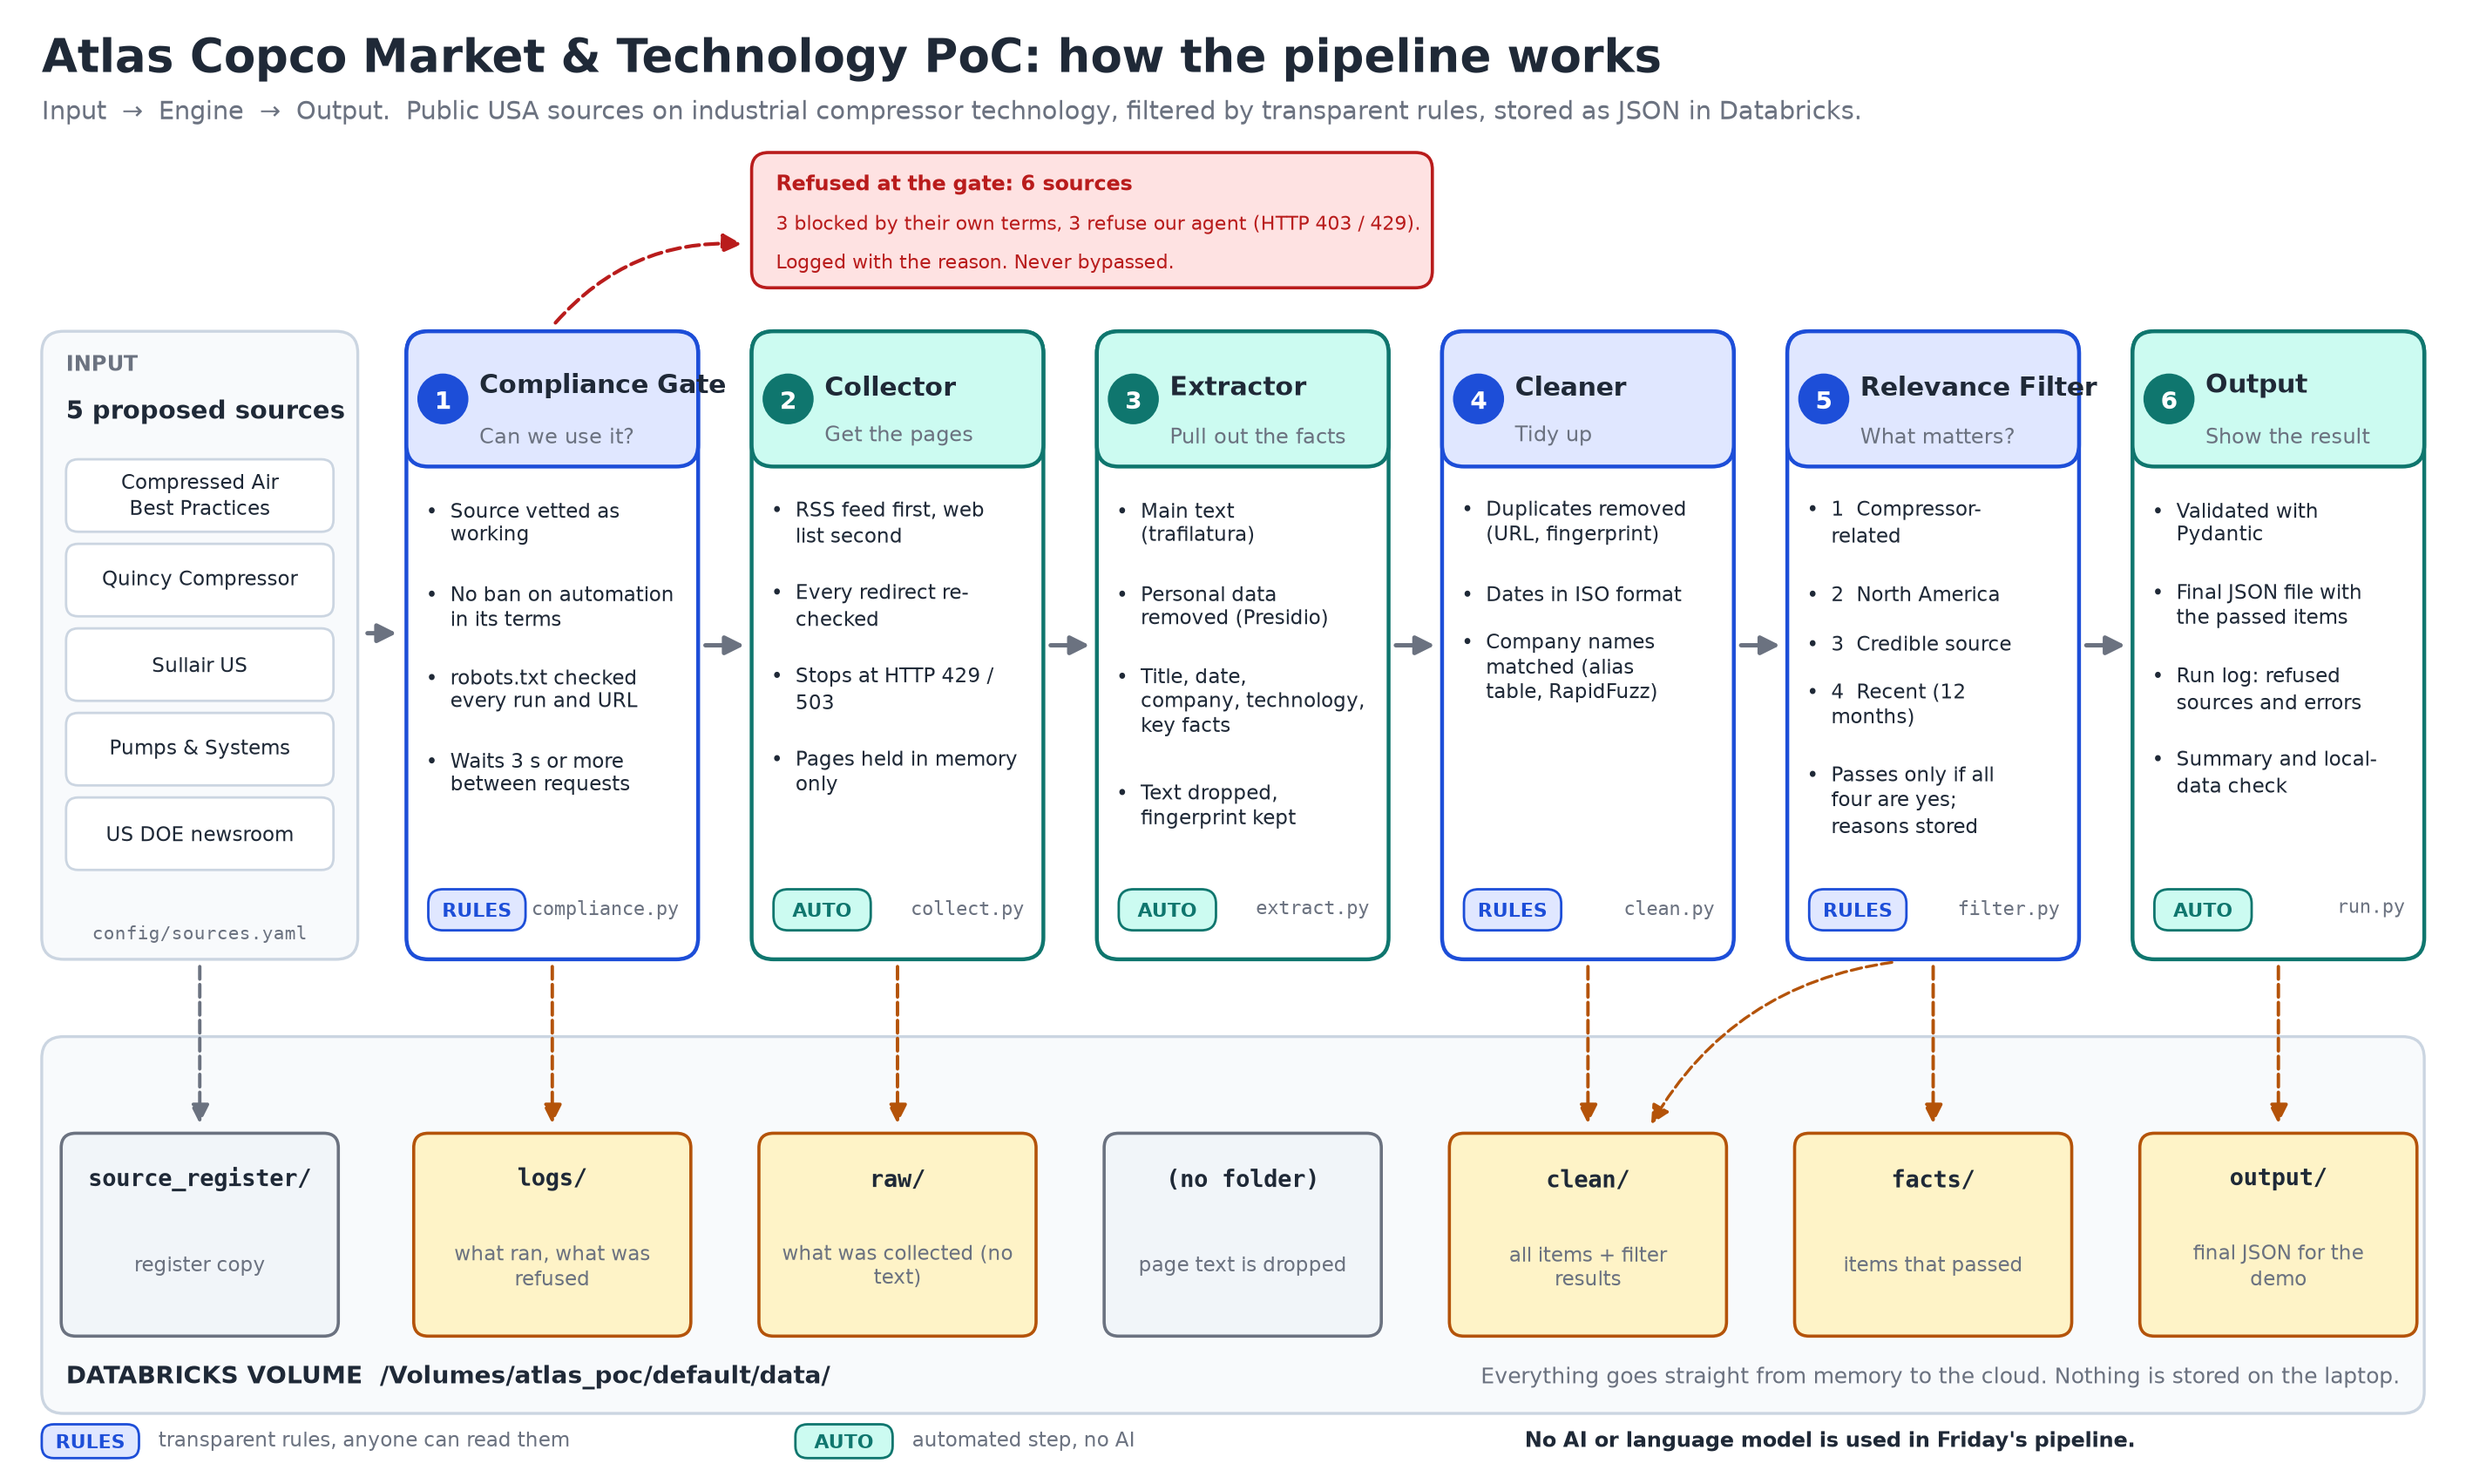 Atlas Copco Market & Technology PoC: how the pipeline works
Input → Engine → Output. Public USA sources on industrial compressor technology, filtered by transparent rules, stored as JSON in Databricks.
Refused at the gate: 6 sources
3 blocked by their own terms, 3 refuse our agent (HTTP 403 / 429).
Logged with the reason. Never bypassed.
INPUT
5 proposed sources
Compressed Air
Best Practices
Quincy Compressor
Sullair US
Pumps & Systems
US DOE newsroom
config/sources.yaml
1
Compliance Gate
Can we use it?
• Source vetted as
working
• No ban on automation
in its terms
• robots.txt checked
every run and URL
• Waits 3 s or more
between requests
RULES
compliance.py
2
Collector
Get the pages
• RSS feed first, web
list second
• Every redirect re-
checked
• Stops at HTTP 429 /
503
• Pages held in memory
only
AUTO
collect.py
3
Extractor
Pull out the facts
• Main text
(trafilatura)
• Personal data
removed (Presidio)
• Title, date,
company, technology,
key facts
• Text dropped,
fingerprint kept
AUTO
extract.py
4
Cleaner
Tidy up
• Duplicates removed
(URL, fingerprint)
• Dates in ISO format
• Company names
matched (alias
table, RapidFuzz)
RULES
clean.py
5
Relevance Filter
What matters?
• 1 Compressor-
related
• 2 North America
• 3 Credible source
• 4 Recent (12
months)
• Passes only if all
four are yes;
reasons stored
RULES
filter.py
6
Output
Show the result
• Validated with
Pydantic
• Final JSON file with
the passed items
• Run log: refused
sources and errors
• Summary and local-
data check
AUTO
run.py
source_register/
register copy
logs/
what ran, what was
refused
raw/
what was collected (no
text)
(no folder)
page text is dropped
clean/
all items + filter
results
facts/
items that passed
output/
final JSON for the
demo
DATABRICKS VOLUME /Volumes/atlas_poc/default/data/
Everything goes straight from memory to the cloud. Nothing is stored on the laptop.
RULES transparent rules, anyone can read them
AUTO automated step, no AI
No AI or language model is used in Friday's pipeline.